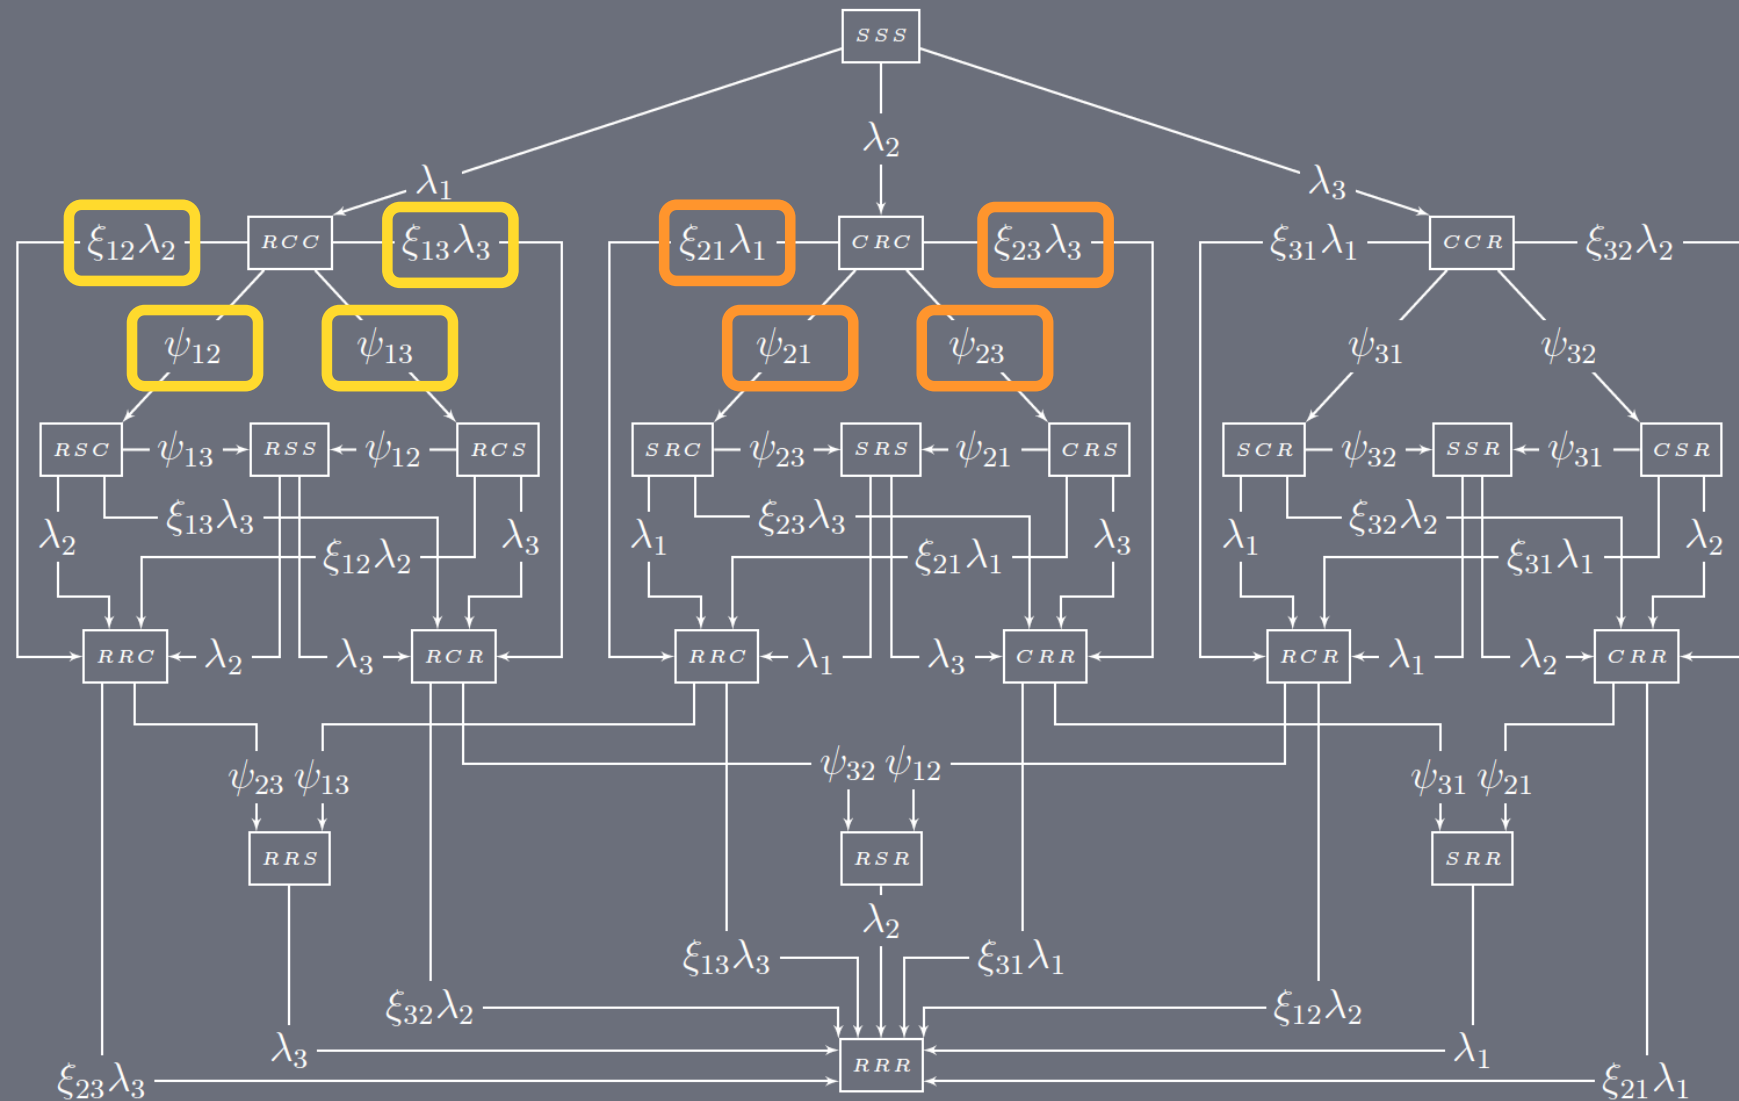 SSS
λ₂
λ₁ λ₃
ξ₁₂λ₂ RCC ξ₁₃λ₃ ξ₂₁λ₁ CRC ξ₂₃λ₃ ξ₃₁λ₁ CCR ξ₃₂λ₂
ψ₁₂ ψ₁₃ ψ₂₁ ψ₂₃ ψ₃₁ ψ₃₂
RSC ψ₁₃ RSS ψ₁₂ RCS SRC ψ₂₃ SRS ψ₂₁ CRS SCR ψ₃₂ SSR ψ₃₁ CSR
ξ₁₃λ₃ ξ₂₃λ₃ ξ₃₂λ₂
λ₂ λ₃ λ₁ λ₃ λ₁ λ₂
ξ₁₂λ₂ ξ₂₁λ₁ ξ₃₁λ₁
RRC λ₂ λ₃ RCR RRC λ₁ λ₃ CRR RCR λ₁ λ₂ CRR
ψ₂₃ ψ₁₃ ψ₃₂ ψ₁₂ ψ₃₁ ψ₂₁
RRS RSR SRR
λ₂
ξ₁₃λ₃ ξ₃₁λ₁
ξ₃₂λ₂ ξ₁₂λ₂
λ₃ λ₁
RRR
ξ₂₃λ₃ ξ₂₁λ₁